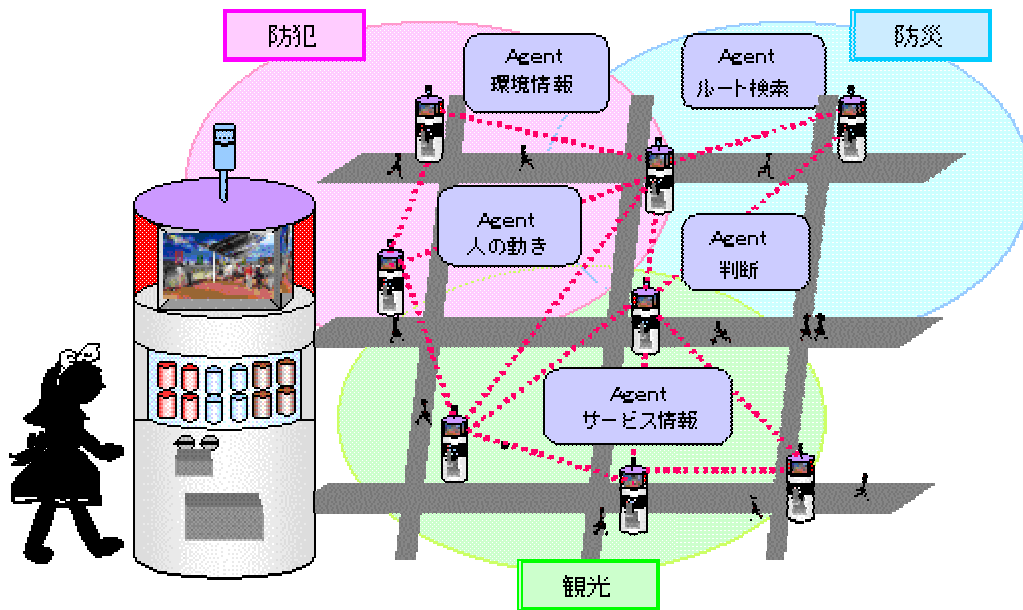 防犯
防災
Agent
環境情報
Agent
ルート検索
Agent
人の動き
Agent
判断
Agent
サービス情報
観光